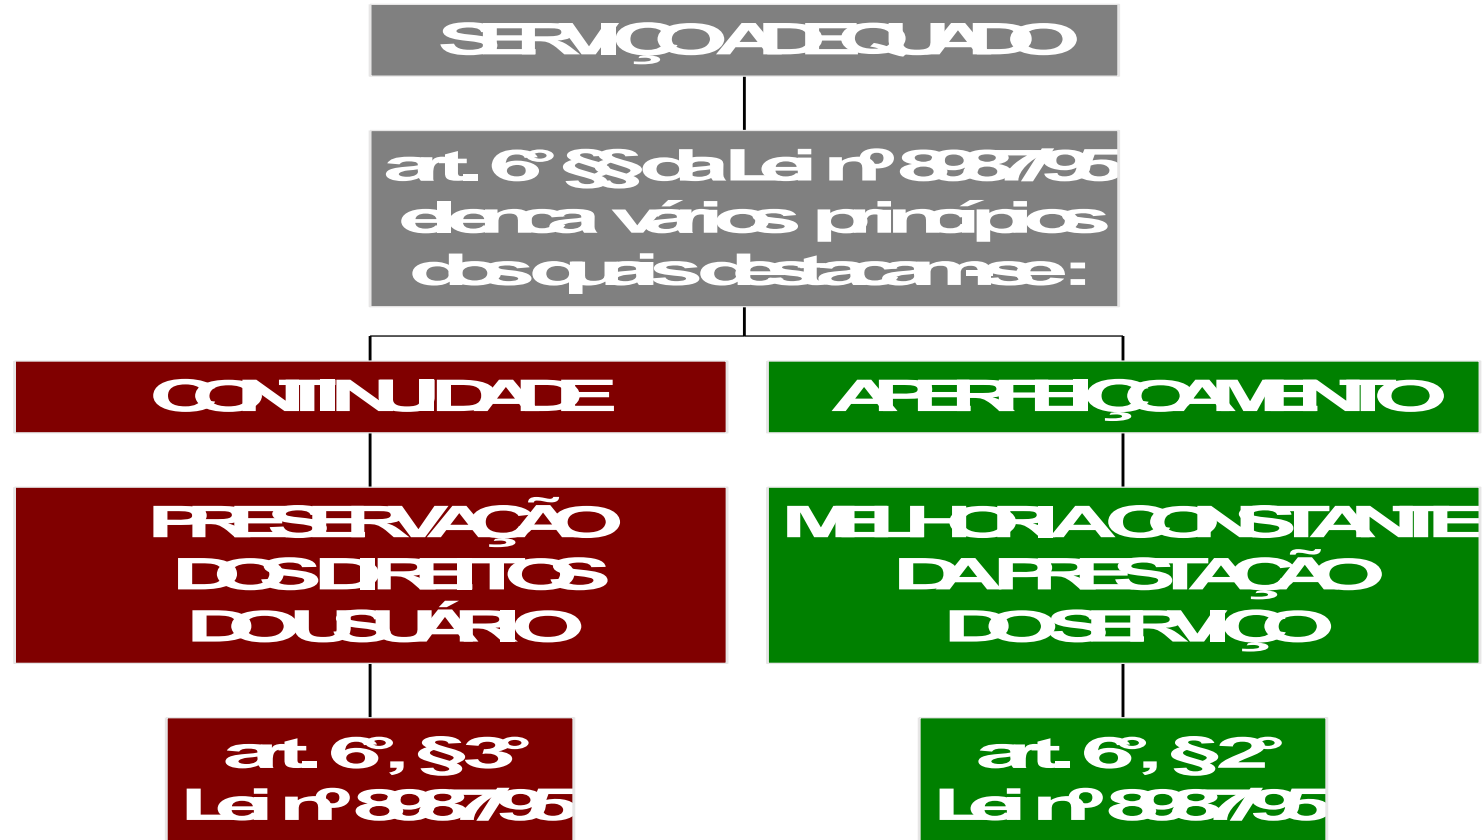 SERVIÇO ADEQUADO
art. 6º §§ da Lei nº 8987/95
elenca vários princípios
dos quais destacam-se :
CONTINUIDADE
PRESERVAÇÃO
DOS DIREITOS
DO USUÁRIO
art. 6º, § 3º
Lei nº 8987/95
APERFEIÇOAMENTO
MELHORIA CONSTANTE
DA PRESTAÇÃO
DO SERVIÇO
art. 6º, § 2º
Lei nº 8987/95